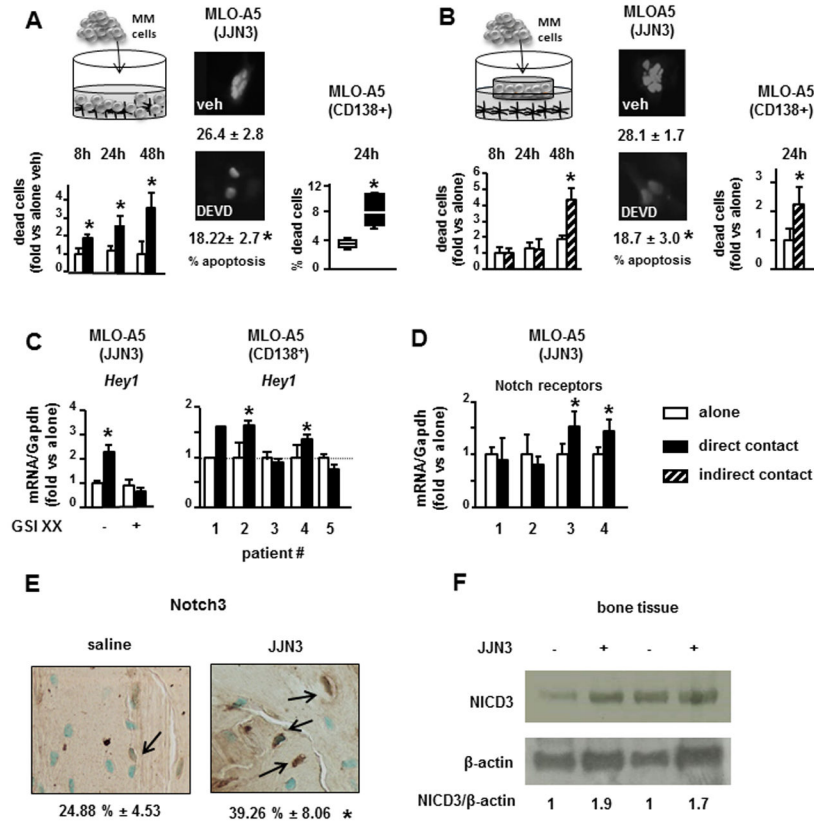 A
MM
cells
MLO-A5
(JJN3)
veh
26.4 ± 2.8
DEVD
18.22± 2.7 *
% apoptosis
8h 24h 48h
dead cells
(fold vs alone veh)
4
3
2
1
0
* * *
MLO-A5
(CD138+)
24h
% dead cells
12
8
4
0
*
B
MM
cells
MLOA5
(JJN3)
veh
28.1 ± 1.7
DEVD
18.7 ± 3.0 *
% apoptosis
8h 24h 48h
dead cells
(fold vs alone)
5
4
3
2
1
0
*
MLO-A5
(CD138+)
24h
dead cells
(fold vs alone)
3
2
1
0
*
C
MLO-A5
(JJN3)
Hey1
mRNA/Gapdh
(fold vs alone)
4
3
2
1
0
*
GSI XX - +
MLO-A5
(CD138+)
Hey1
2
1
0
* *
1 2 3 4 5
patient #
D
MLO-A5
(JJN3)
Notch receptors
mRNA/Gapdh
(fold vs alone)
2
1
0
* *
1 2 3 4
alone
direct contact
indirect contact
E
Notch3
saline JJN3
24.88 % ± 4.53 39.26 % ± 8.06 *
F
bone tissue
JJN3 - + - +
NICD3
β-actin
NICD3/β-actin 1 1.9 1 1.7